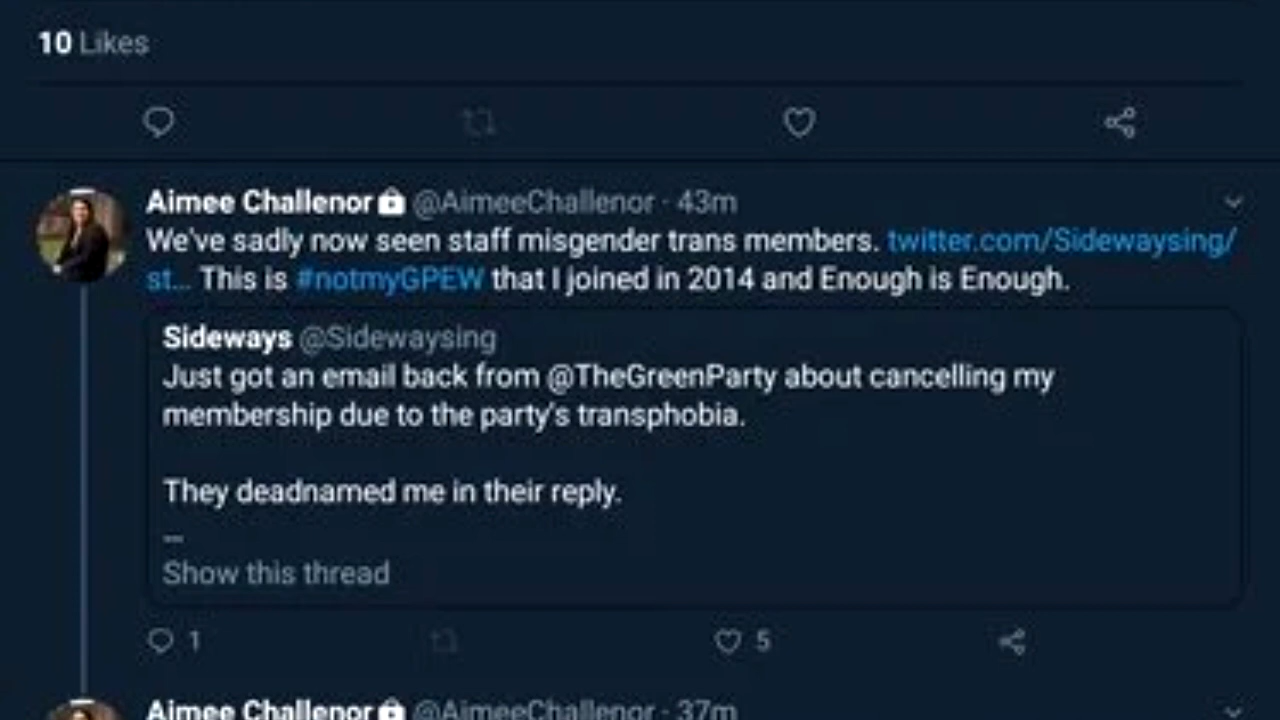 10 Likes
Aimee Challenor @AimeeChallenor · 43m
We've sadly now seen staff misgender trans members. twitter.com/Sidewaysing/
st... This is #notmyGPEW that I joined in 2014 and Enough is Enough.
Sideways @Sidewaysing
Just got an email back from @TheGreenParty about cancelling my
membership due to the party's transphobia.
They deadnamed me in their reply.
...
Show this thread
1 5
Aimee Challenor @AimeeChallenor · 37m